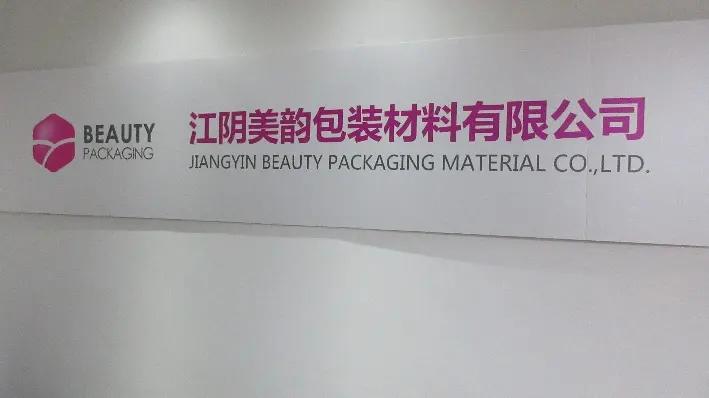 BEAUTY
PACKAGING
江阴美韵包装材料有限公司
JIANGYIN BEAUTY PACKAGING MATERIAL CO.,LTD.